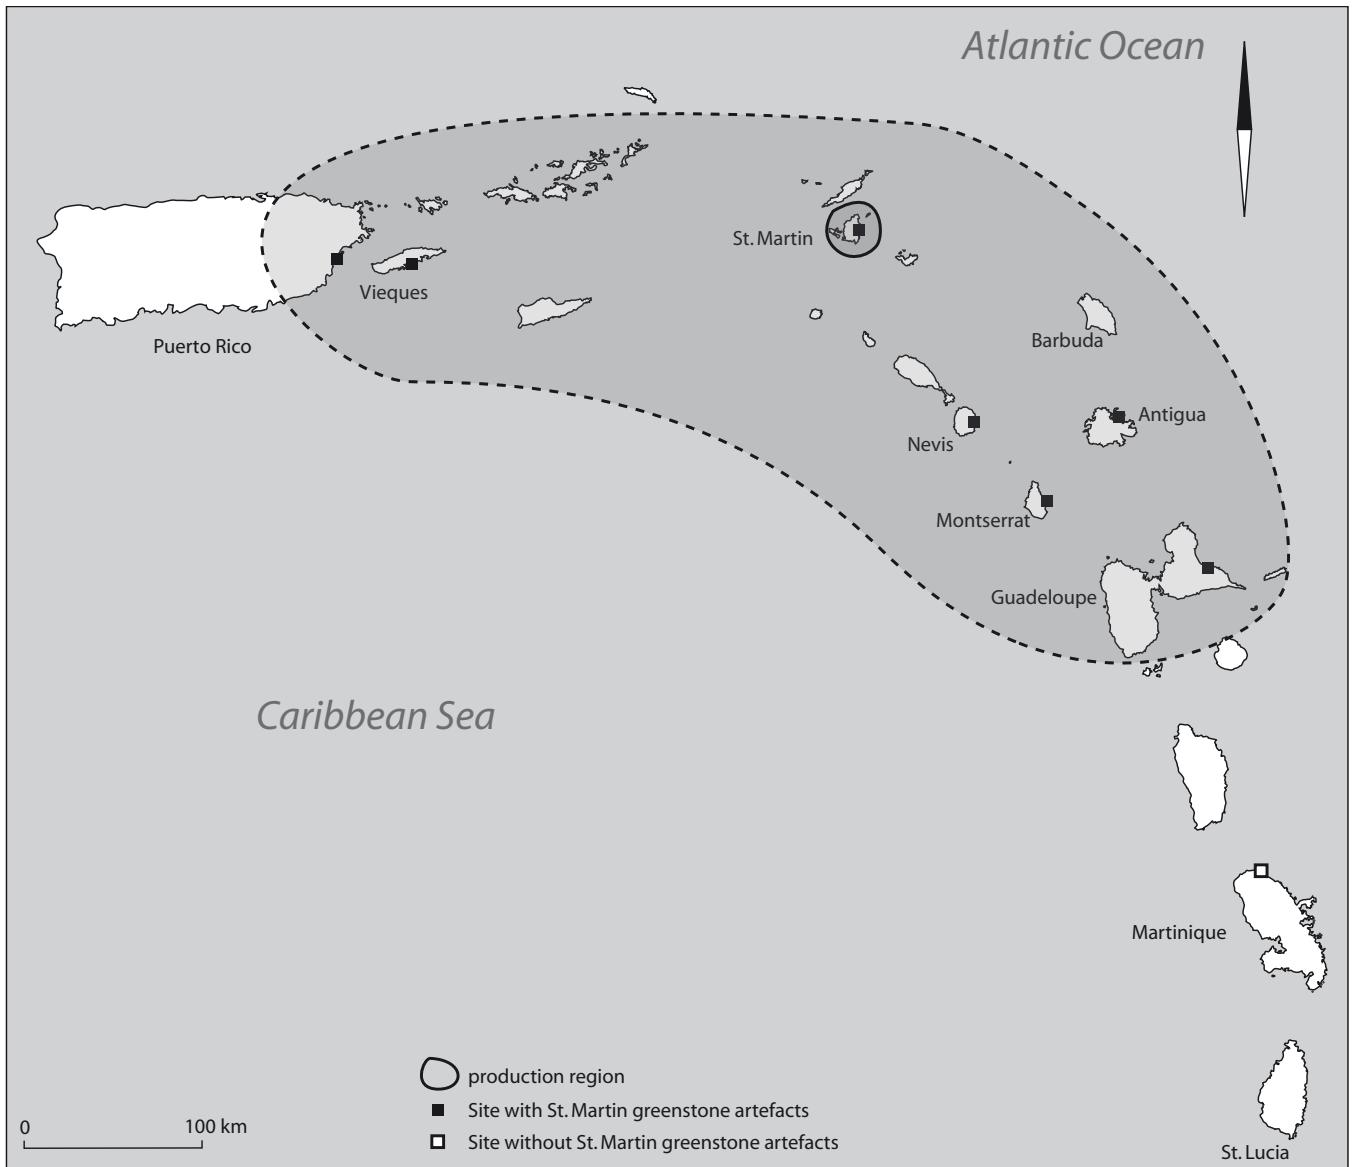 Atlantic Ocean
St. Martin
Vieques
Puerto Rico
Barbuda
Antigua
Nevis
Montserrat
Guadeloupe
Caribbean Sea
Martinique
production region
Site with St. Martin greenstone artefacts
0 100 km
Site without St. Martin greenstone artefacts
St. Lucia